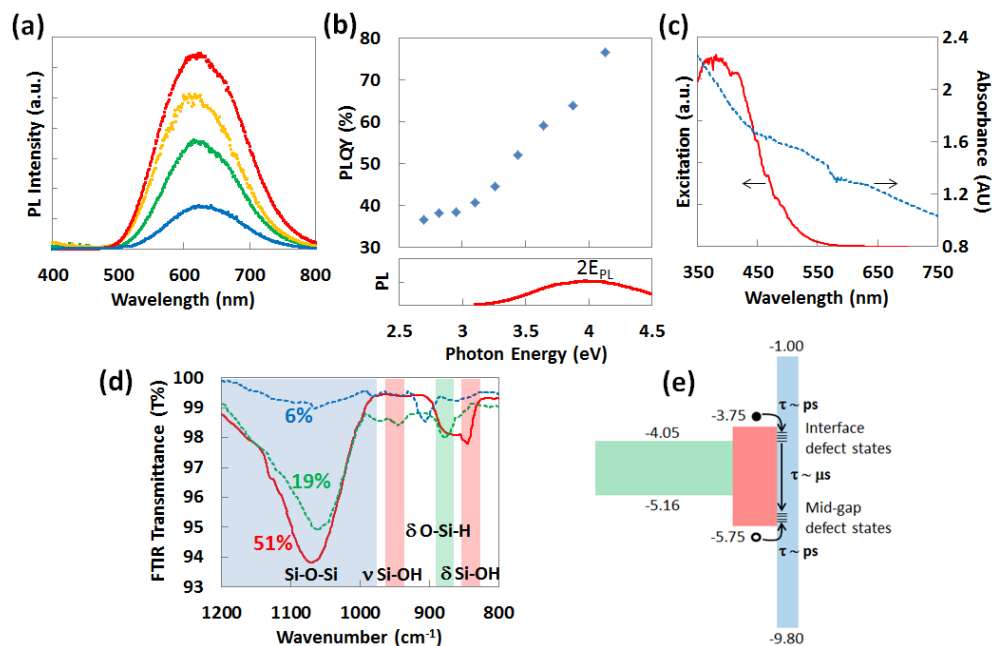 (a)
PL Intensity (a.u.)
400 500 600 700 800
Wavelength (nm)
(b)
PLQY (%)
80
70
60
50
40
30
PL
2E_PL
2.5 3 3.5 4 4.5
Photon Energy (eV)
(c)
Excitation (a.u.)
2.4
2
1.6
1.2
0.8
Absorbance (AU)
350 450 550 650 750
Wavelength (nm)
(d)
FTIR Transmittance (T%)
100
99
98
97
96
95
94
93
6%
19%
51%
δ O-Si-H
Si-O-Si
ν Si-OH
δ Si-OH
1200 1100 1000 900 800
Wavenumber (cm⁻¹)
(e)
-1.00
-3.75
τ ~ ps
-4.05
Interface
defect states
τ ~ μs
-5.16
Mid-gap
defect states
-5.75
τ ~ ps
-9.80